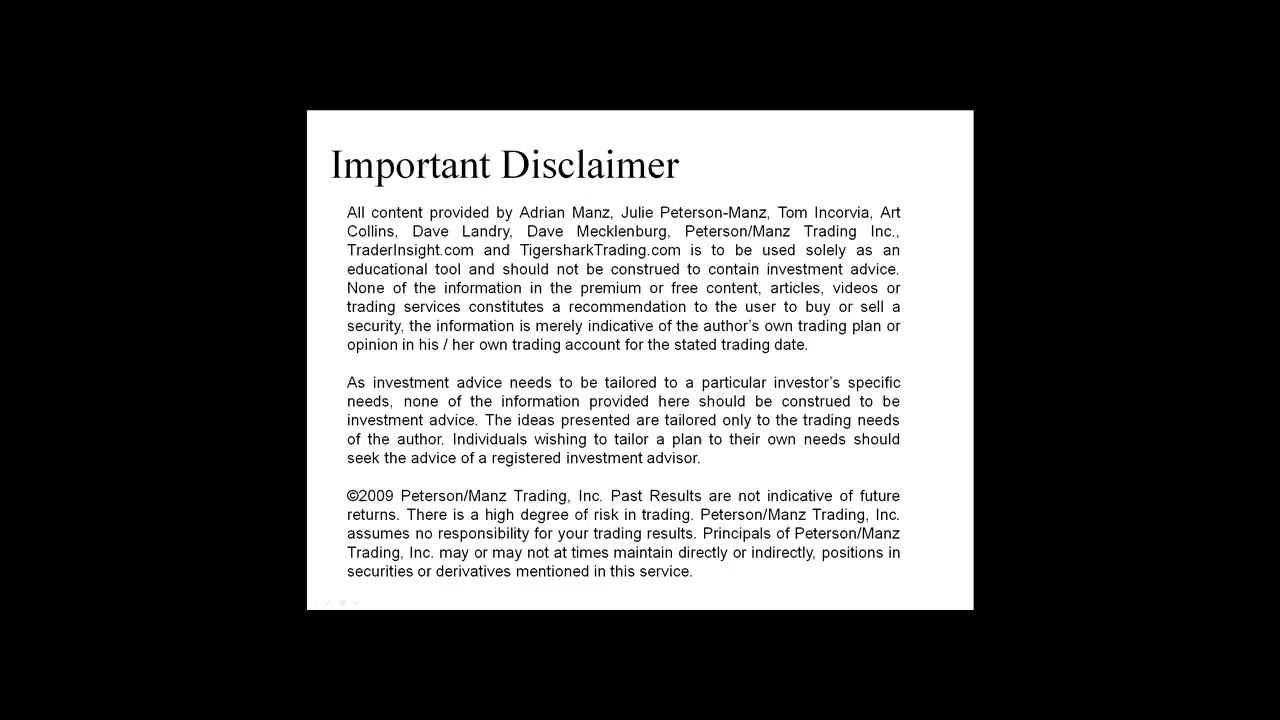 Important Disclaimer
All content provided by Adrian Manz, Julie Peterson-Manz, Tom Incorvia, Art
Collins, Dave Landry, Dave Mecklenburg, Peterson/Manz Trading Inc.,
TraderInsight.com and TigersharkTrading.com is to be used solely as an
educational tool and should not be construed to contain investment advice.
None of the information in the premium or free content, articles, videos or
trading services constitutes a recommendation to the user to buy or sell a
security, the information is merely indicative of the author's own trading plan or
opinion in his / her own trading account for the stated trading date.
As investment advice needs to be tailored to a particular investor's specific
needs, none of the information provided here should be construed to be
investment advice. The ideas presented are tailored only to the trading needs
of the author. Individuals wishing to tailor a plan to their own needs should
seek the advice of a registered investment advisor.
©2009 Peterson/Manz Trading, Inc. Past Results are not indicative of future
returns. There is a high degree of risk in trading. Peterson/Manz Trading, Inc.
assumes no responsibility for your trading results. Principals of Peterson/Manz
Trading, Inc. may or may not at times maintain directly or indirectly, positions in
securities or derivatives mentioned in this service.